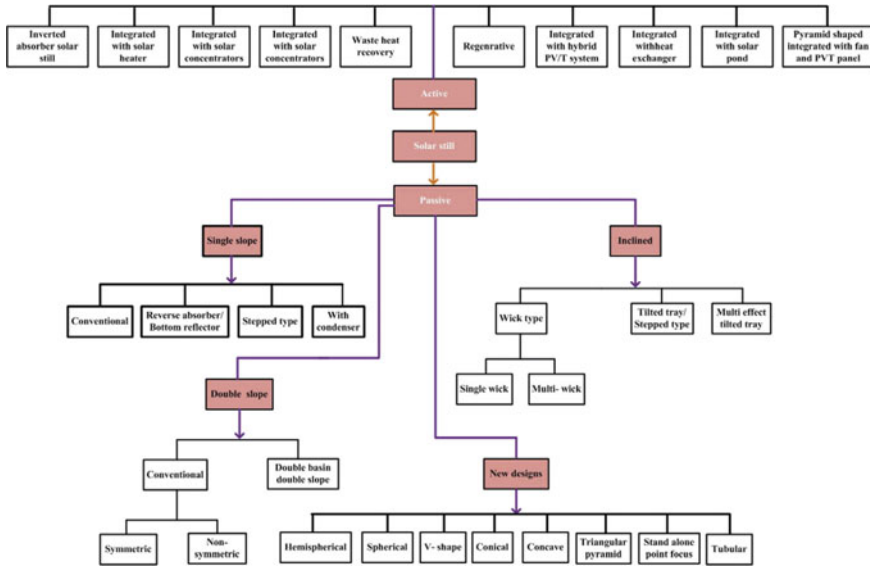 Inverted
absorber solar
still
Integrated
with solar
heater
Integrated
with solar
concentrators
Integrated
with solar
concentrators
Waste heat
recovery
Regenrative
Integrated
with hybrid
PV/T system
Integrated
withheat
exchanger
Integrated
with solar
pond
Pyramid shaped
integrated with fan
and PVT panel
Active
Solar still
Passive
Single slope
Inclined
Conventional
Reverse absorber/
Bottom reflector
Stepped type
With
condenser
Wick type
Tilted tray/
Stepped type
Multi effect
tilted tray
Single wick
Multi- wick
Double slope
Conventional
Double basin
double slope
Symmetric
Non-
symmetric
New designs
Hemispherical
Spherical
V- shape
Conical
Concave
Triangular
pyramid
Stand alone
point focus
Tubular